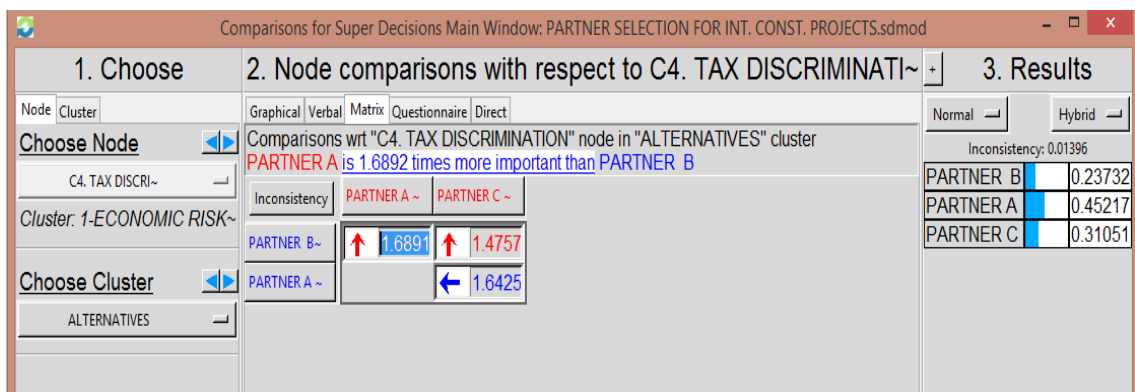 Comparisons for Super Decisions Main Window: PARTNER SELECTION FOR INT. CONST. PROJECTS.sdmod
1. Choose
Node Cluster
Choose Node
C4. TAX DISCRI~
Cluster: 1-ECONOMIC RISK~
Choose Cluster
ALTERNATIVES
2. Node comparisons with respect to C4. TAX DISCRIMINATI~
Graphical Verbal Matrix Questionnaire Direct
Comparisons wrt "C4. TAX DISCRIMINATION" node in "ALTERNATIVES" cluster
PARTNER A is 1.6892 times more important than PARTNER B
Inconsistency PARTNER A ~ PARTNER C ~
PARTNER B~ 1.6891 1.4757
PARTNER A ~ 1.6425
+ 3. Results
Normal Hybrid
Inconsistency: 0.01396
PARTNER B 0.23732
PARTNER A 0.45217
PARTNER C 0.31051